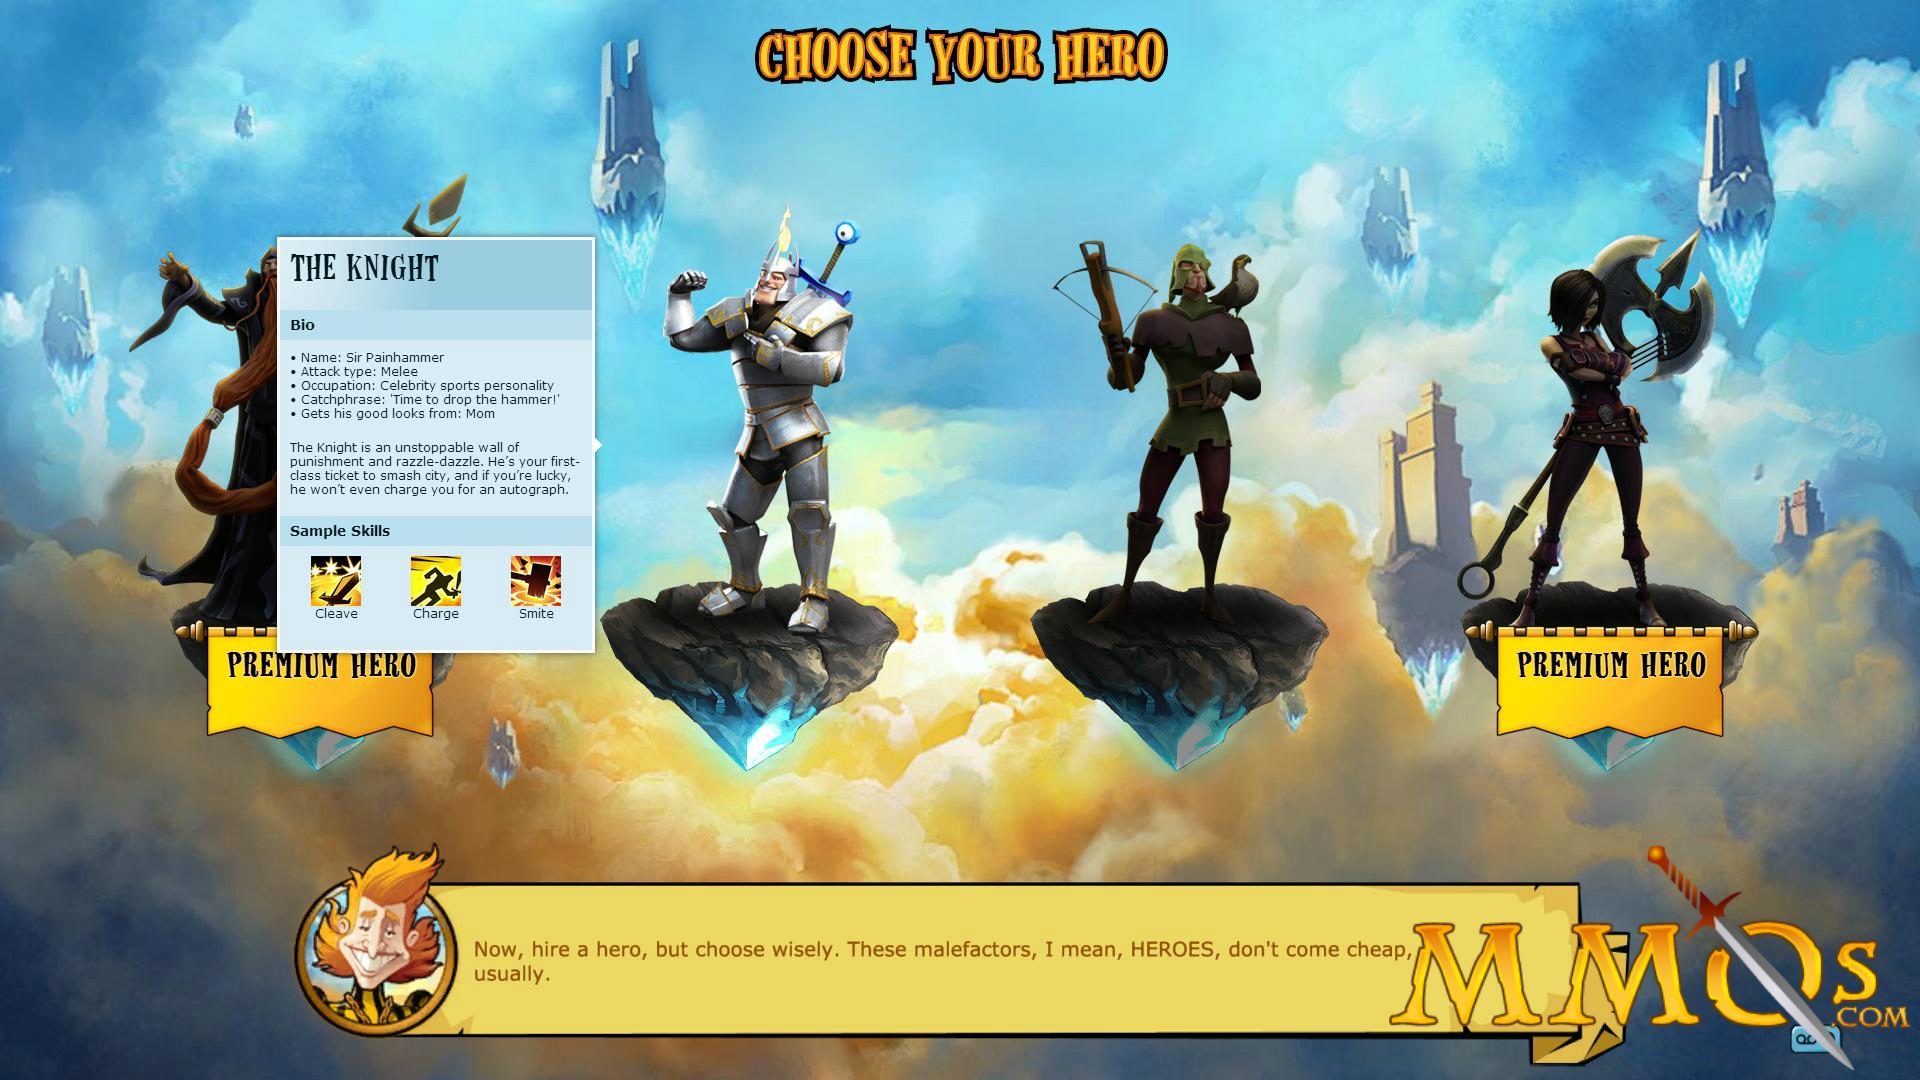 CHOOSE YOUR HERO
THE KNIGHT
Bio
• Name: Sir Painhammer
• Attack type: Melee
• Occupation: Celebrity sports personality
• Catchphrase: 'Time to drop the hammer!'
• Gets his good looks from: Mom
The Knight is an unstoppable wall of
punishment and razzle-dazzle. He’s your first-
class ticket to smash city, and if you’re lucky,
he won’t even charge you for an autograph.
Sample Skills
Cleave Charge Smite
PREMIUM HERO
PREMIUM HERO
Now, hire a hero, but choose wisely. These malefactors, I mean, HEROES, don't come cheap,
usually.
MMOs
.COM